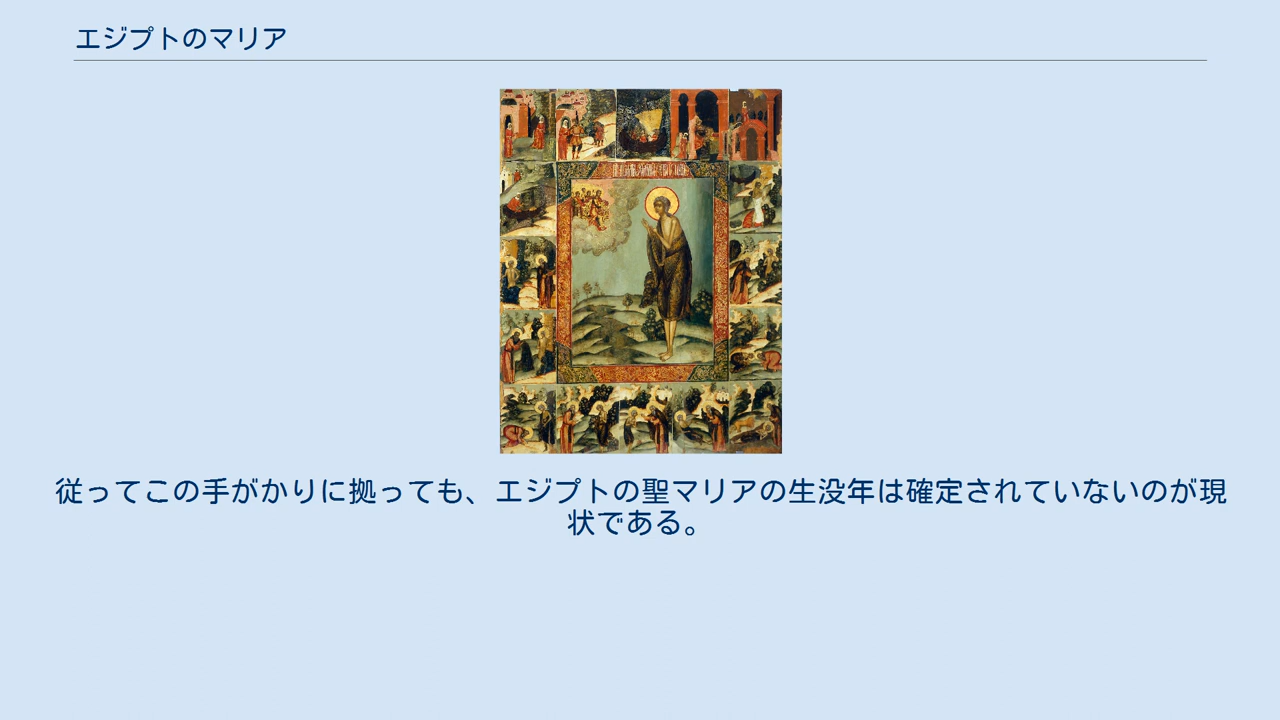 エジプトのマリア
従ってこの手がかりに拠っても、エジプトの聖マリアの生没年は確定されていないのが現
状である。